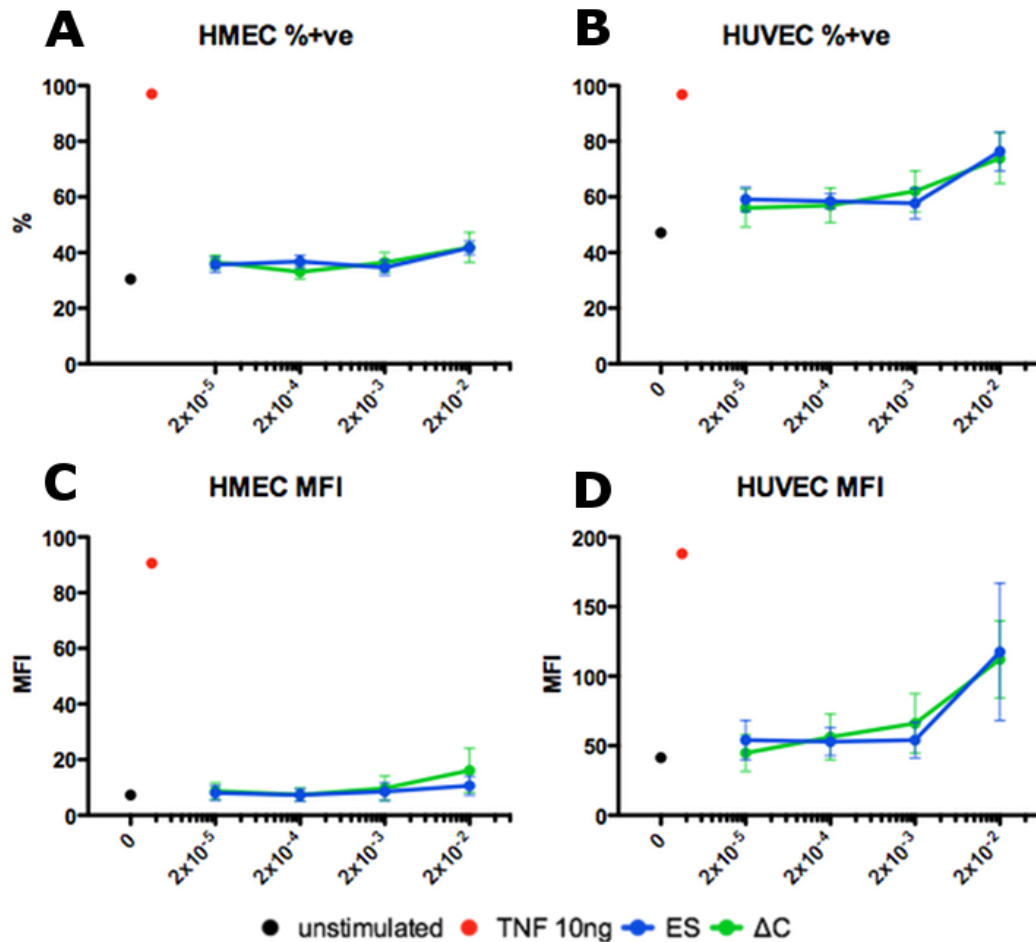 A
HMEC %+ve
100
80
60
40
20
0
%
2x10⁻⁵
2x10⁻⁴
2x10⁻³
2x10⁻²
B
HUVEC %+ve
100
80
60
40
20
0
0
2x10⁻⁵
2x10⁻⁴
2x10⁻³
2x10⁻²
C
HMEC MFI
100
80
60
40
20
0
MFI
0
2x10⁻⁵
2x10⁻⁴
2x10⁻³
2x10⁻²
D
HUVEC MFI
200
150
100
50
0
MFI
0
2x10⁻⁵
2x10⁻⁴
2x10⁻³
2x10⁻²
unstimulated TNF 10ng ES ΔC